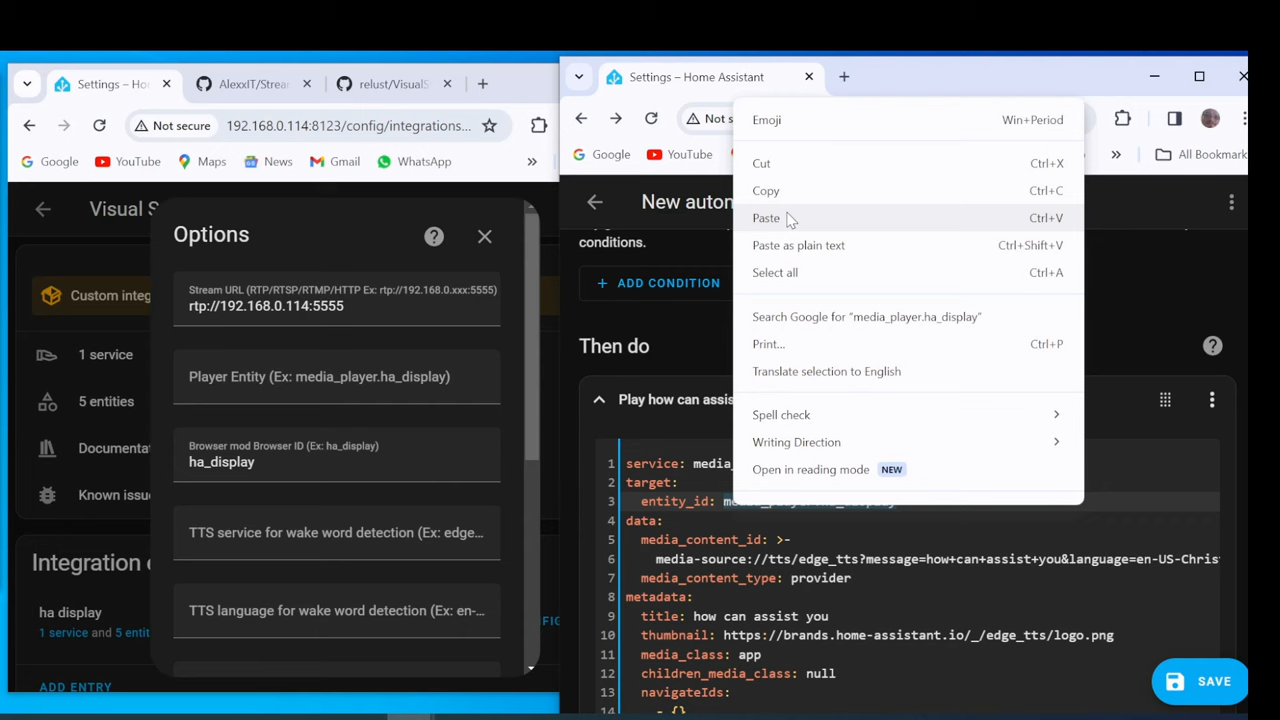 Settings – Ho
AlexxIT/Strea
relust/VisualS
Not secure
192.168.0.114:8123/config/integrations...
Google
YouTube
Maps
News
Gmail
WhatsApp
Visual S
Custom integ
1 service
5 entities
Documenta
Known issu
Integration e
ha display
1 service and 5 entit
ADD ENTRY
FIG
Options
Stream URL (RTP/RTSP/RTMP/HTTP Ex: rtp://192.168.0.xxx:5555)
rtp://192.168.0.114:5555
Player Entity (Ex: media_player.ha_display)
Browser mod Browser ID (Ex: ha_display)
ha_display
TTS service for wake word detection (Ex: edge...
TTS language for wake word detection (Ex: en-...
Settings – Home Assistant
Not s
Google
YouTube
All Bookmark
New autom
conditions.
ADD CONDITION
Then do
Play how can assis
1 service: media_
2 target:
3 entity_id:
4 data:
5 media_content_id: >-
6 media-source://tts/edge_tts?message=how+can+assist+you&language=en-US-Christ
7 media_content_type: provider
8 metadata:
9 title: how can assist you
10 thumbnail: https://brands.home-assistant.io/_/edge_tts/logo.png
11 media_class: app
12 children_media_class: null
13 navigateIds:
14 - {}
SAVE
Emoji Win+Period
Cut Ctrl+X
Copy Ctrl+C
Paste Ctrl+V
Paste as plain text Ctrl+Shift+V
Select all Ctrl+A
Search Google for “media_player.ha_display”
Print... Ctrl+P
Translate selection to English
Spell check
Writing Direction
Open in reading mode NEW